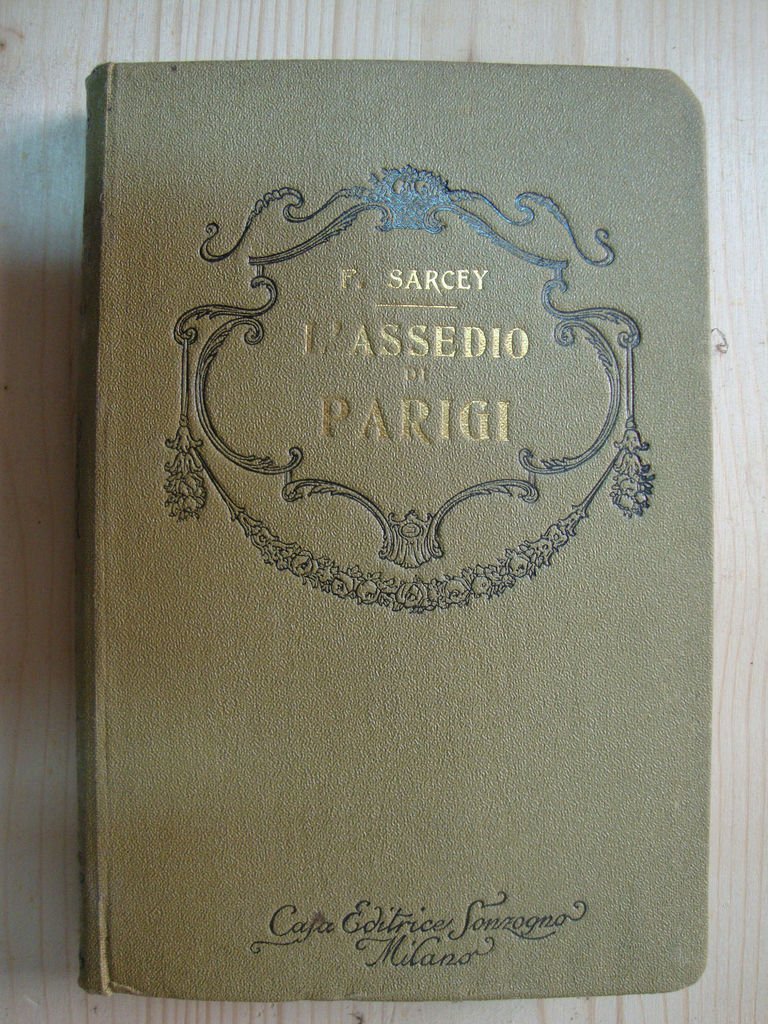 F. SARCEY
L'ASSEDIO
DI
PARIGI
Casa Editrice Sonzogno
Milano